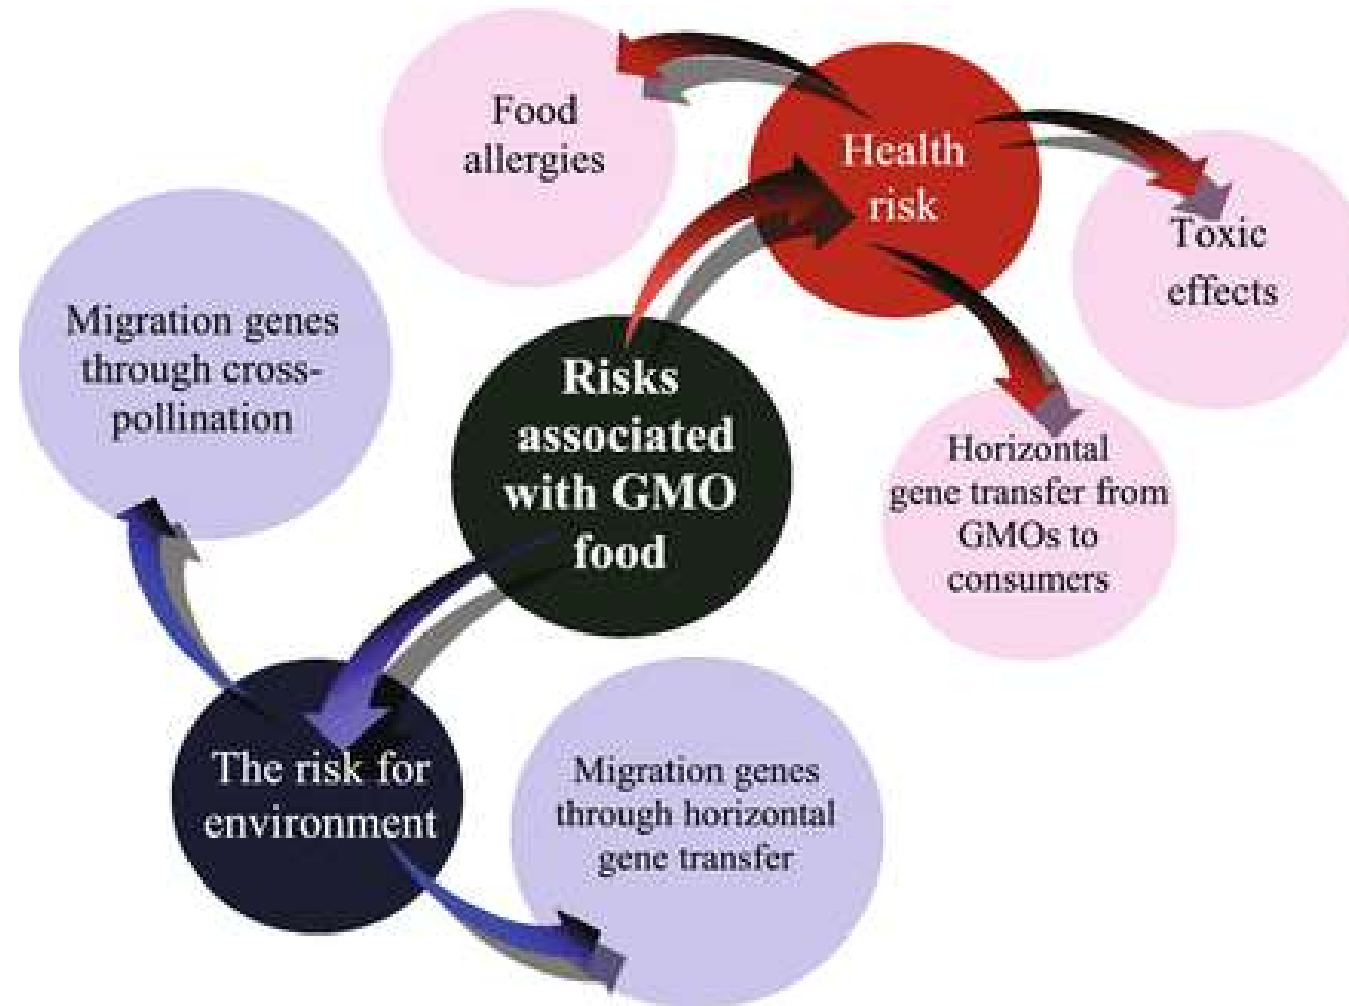 Food
allergies
Health
risk
Toxic
effects
Migration genes
through cross-
pollination
Risks
associated
with GMO
food
Horizontal
gene transfer from
GMOs to
consumers
The risk for
environment
Migration genes
through horizontal
gene transfer